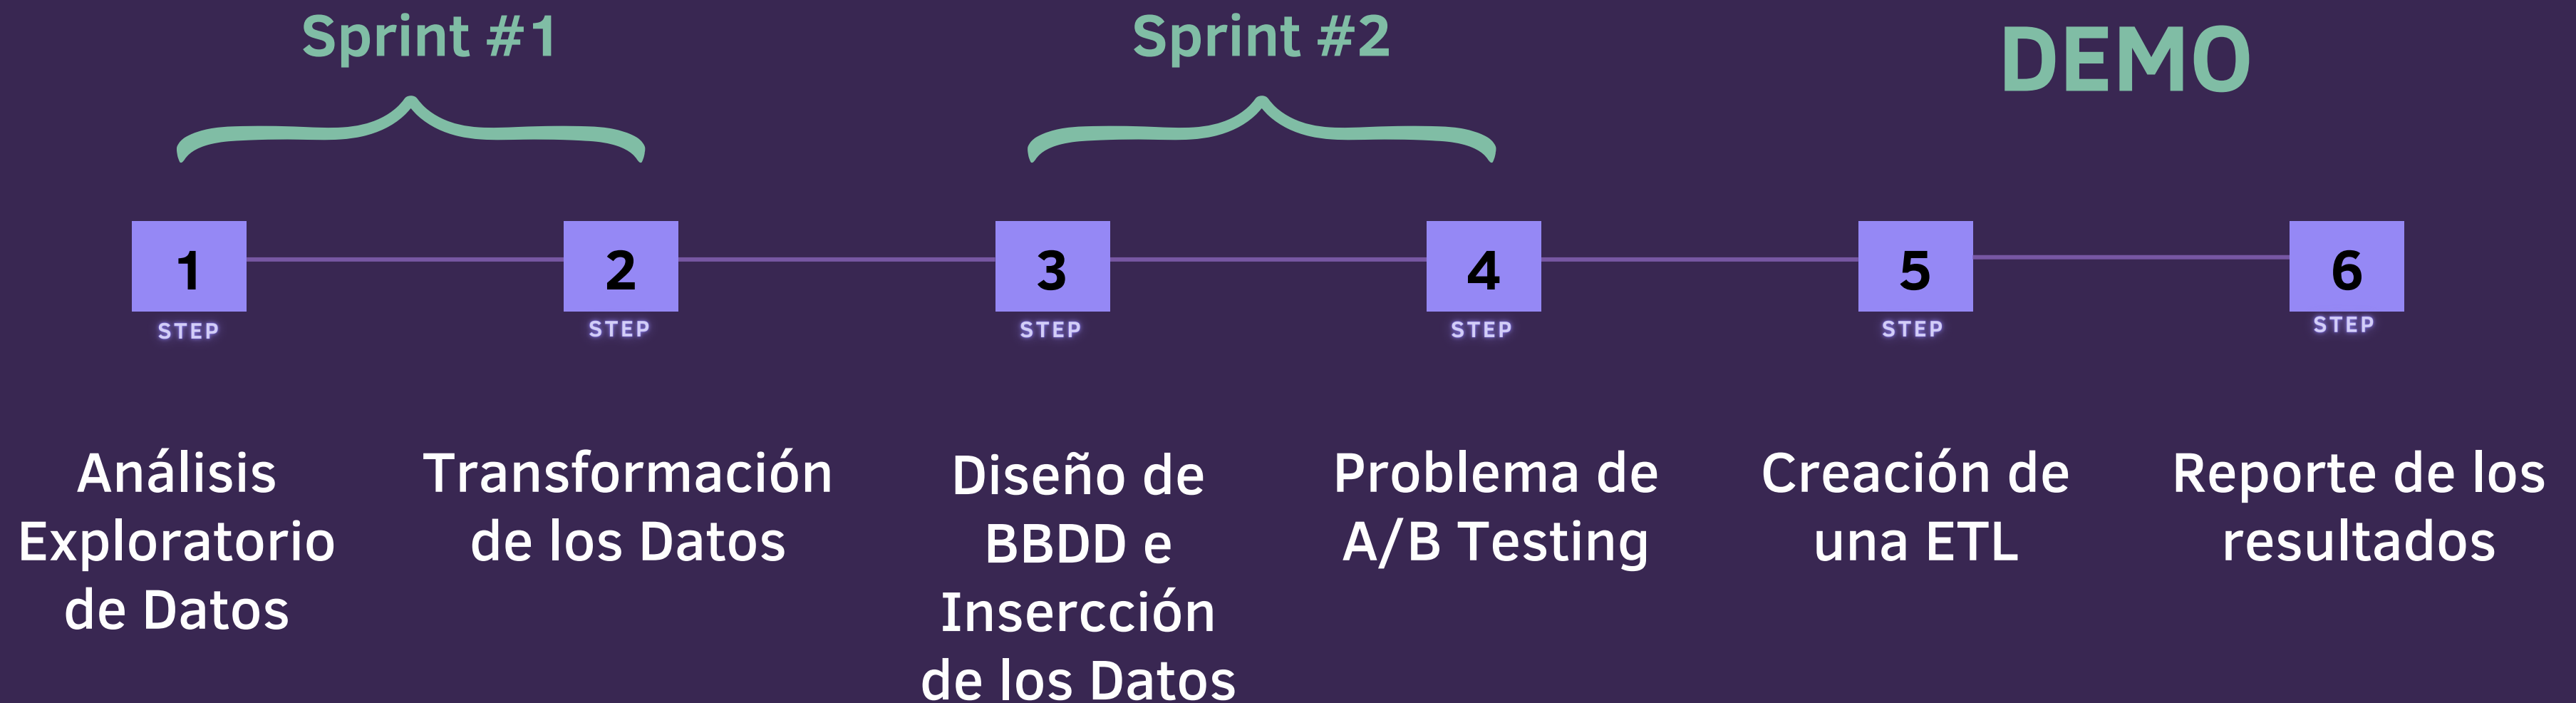 Sprint #1
Sprint #2
DEMO
1
STEP
2
STEP
3
STEP
4
STEP
5
STEP
6
STEP
Análisis
Exploratorio
de Datos
Transformación
de los Datos
Diseño de
BBDD e
Inserccción
de los Datos
Problema de
A/B Testing
Creación de
una ETL
Reporte de los
resultados